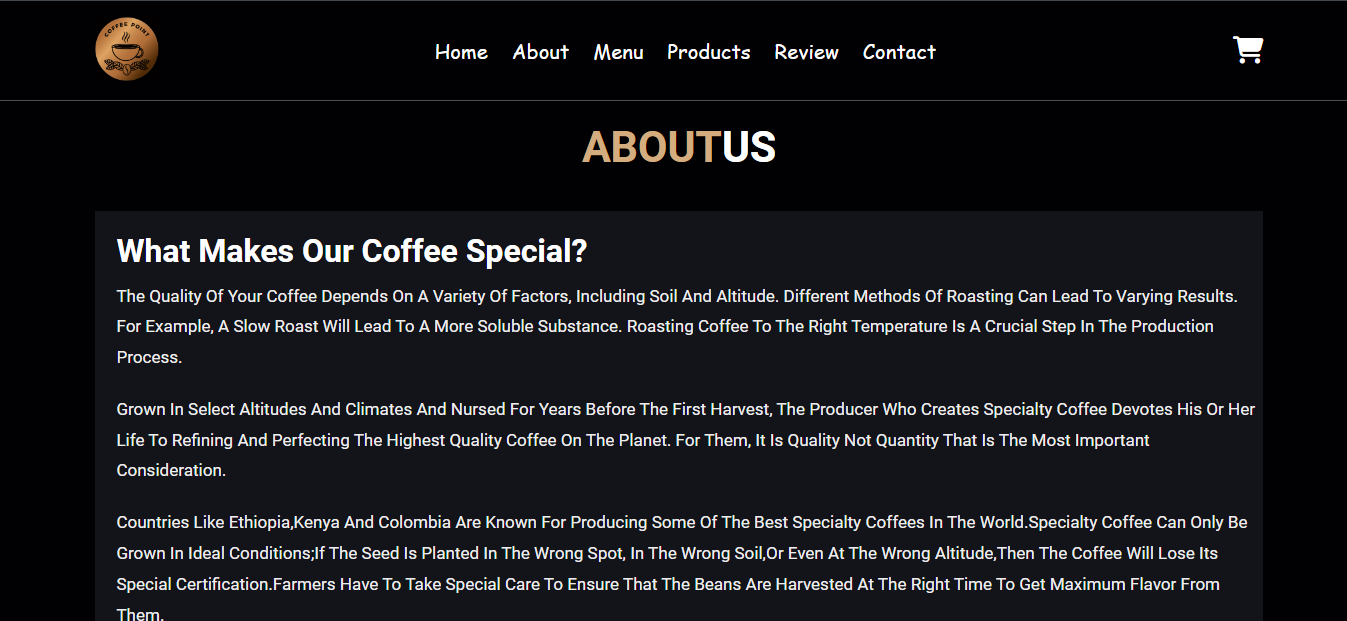 COFFEE POINT
Home About Menu Products Review Contact
ABOUTUS
What Makes Our Coffee Special?
The Quality Of Your Coffee Depends On A Variety Of Factors, Including Soil And Altitude. Different Methods Of Roasting Can Lead To Varying Results.
For Example, A Slow Roast Will Lead To A More Soluble Substance. Roasting Coffee To The Right Temperature Is A Crucial Step In The Production
Process.
Grown In Select Altitudes And Climates And Nursed For Years Before The First Harvest, The Producer Who Creates Specialty Coffee Devotes His Or Her
Life To Refining And Perfecting The Highest Quality Coffee On The Planet. For Them, It Is Quality Not Quantity That Is The Most Important
Consideration.
Countries Like Ethiopia,Kenya And Colombia Are Known For Producing Some Of The Best Specialty Coffees In The World.Specialty Coffee Can Only Be
Grown In Ideal Conditions;If The Seed Is Planted In The Wrong Spot, In The Wrong Soil,Or Even At The Wrong Altitude,Then The Coffee Will Lose Its
Special Certification.Farmers Have To Take Special Care To Ensure That The Beans Are Harvested At The Right Time To Get Maximum Flavor From
Them.